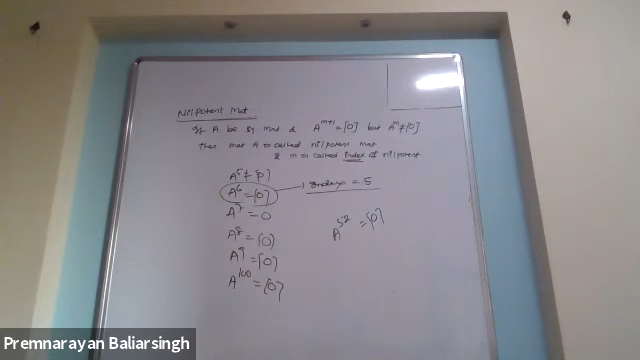 Nilpotent Mat
If A be sq mat & A^m+1 = [0] but A^m ≠ [0]
Then mat A is called nilpotent mat
& m is called Index of nilpotent
A^5 ≠ [0]
A^6 = [0] Index = 5
A^7 = 0
A^8 = [0]
A^52 = [0]
A^9 = [0]
A^100 = [0]
Premnarayan Baliarsingh